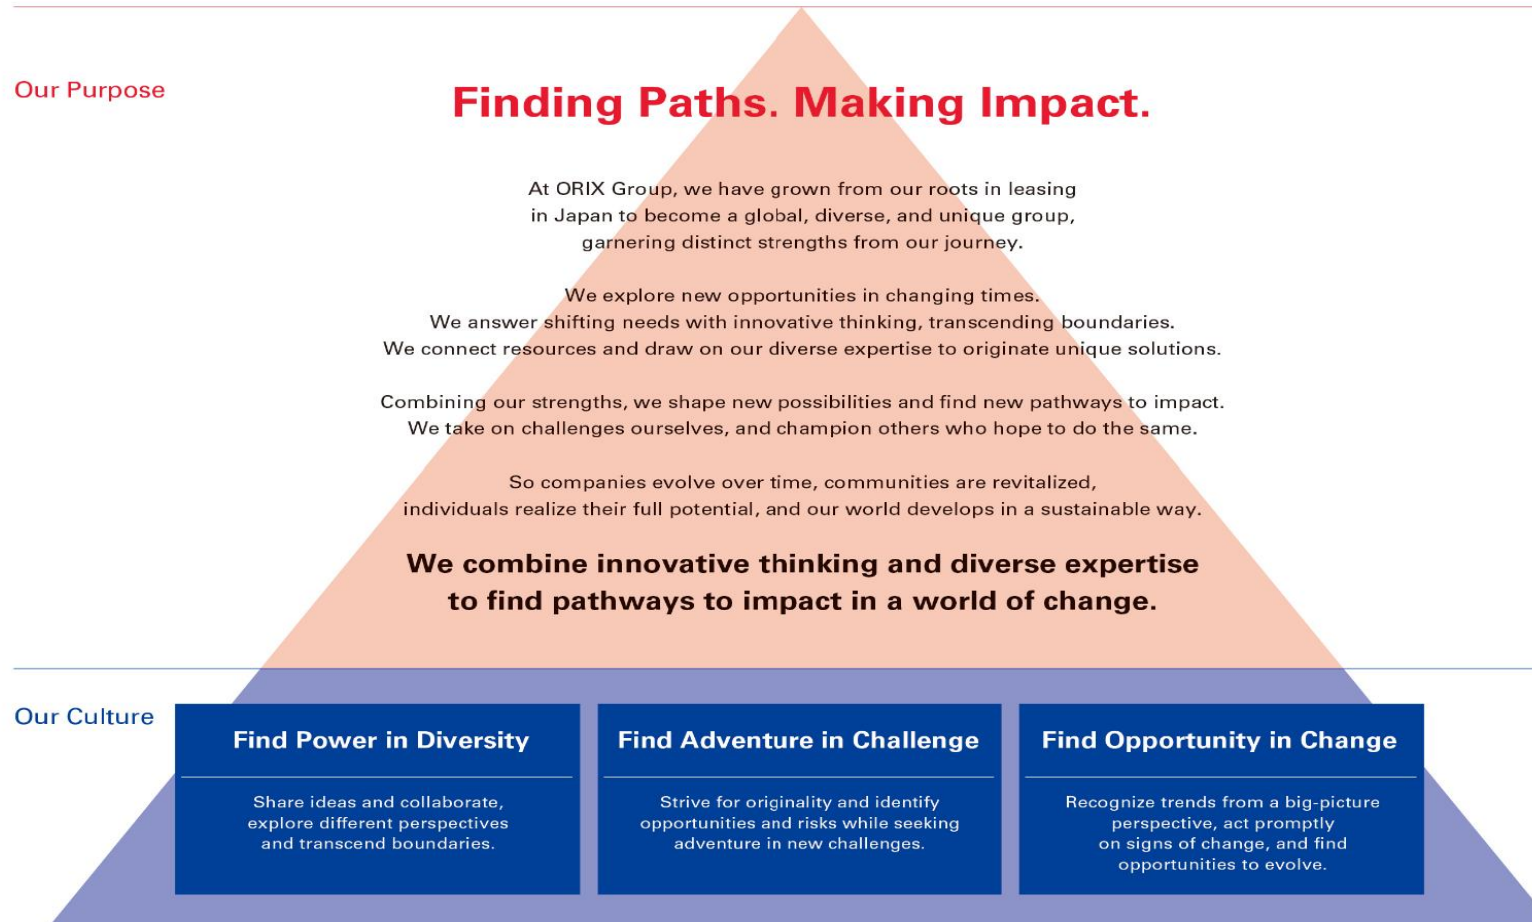 Our Purpose
Finding Paths. Making Impact.
At ORIX Group, we have grown from our roots in leasing
in Japan to become a global, diverse, and unique group,
garnering distinct strengths from our journey.
We explore new opportunities in changing times.
We answer shifting needs with innovative thinking, transcending boundaries.
We connect resources and draw on our diverse expertise to originate unique solutions.
Combining our strengths, we shape new possibilities and find new pathways to impact.
We take on challenges ourselves, and champion others who hope to do the same.
So companies evolve over time, communities are revitalized,
individuals realize their full potential, and our world develops in a sustainable way.
We combine innovative thinking and diverse expertise
to find pathways to impact in a world of change.
Our Culture
Find Power in Diversity
Share ideas and collaborate,
explore different perspectives
and transcend boundaries.
Find Adventure in Challenge
Strive for originality and identify
opportunities and risks while seeking
adventure in new challenges.
Find Opportunity in Change
Recognize trends from a big-picture
perspective, act promptly
on signs of change, and find
opportunities to evolve.